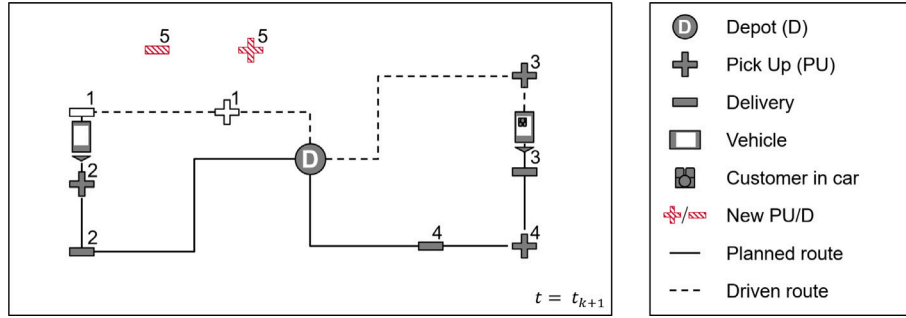 5 5
1 1 3
D
2 3
2 4 4
t = t_{k+1}
D Depot (D)
Pick Up (PU)
Delivery
Vehicle
Customer in car
/ New PU/D
Planned route
Driven route